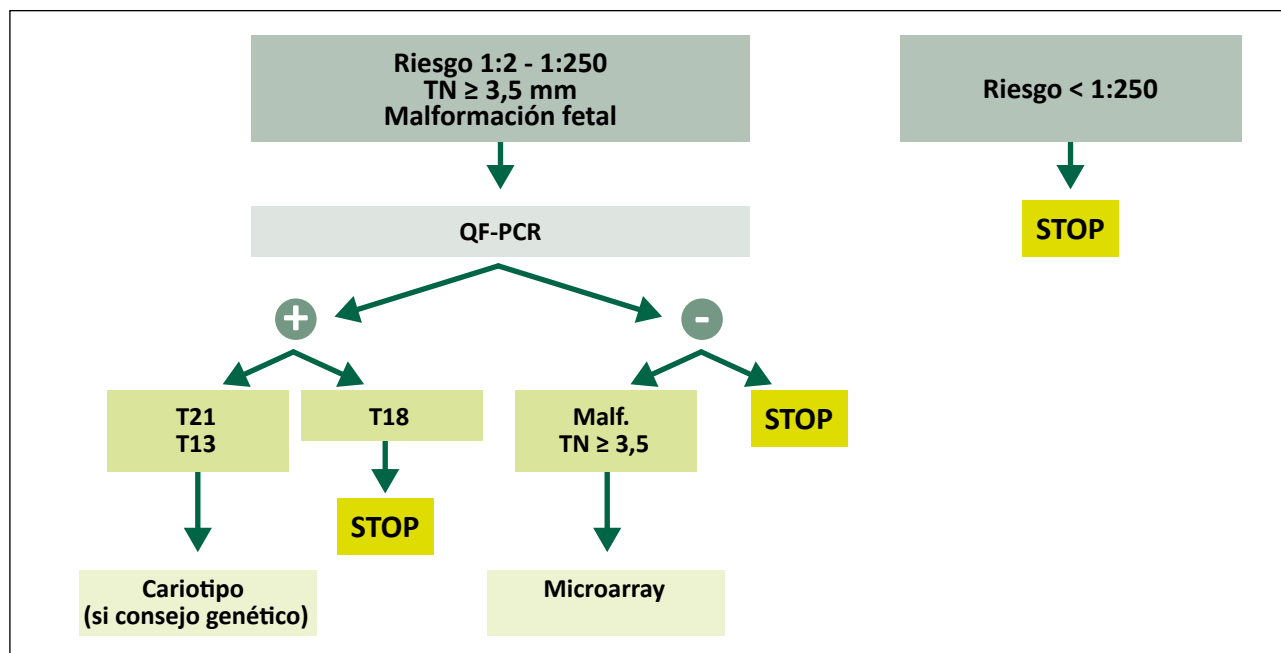 Riesgo 1:2 - 1:250
TN ≥ 3,5 mm
Malformación fetal
Riesgo < 1:250
STOP
QF-PCR
+
-
T21
T13
T18
Malf.
TN ≥ 3,5
STOP
STOP
Cariotipo
(si consejo genético)
Microarray